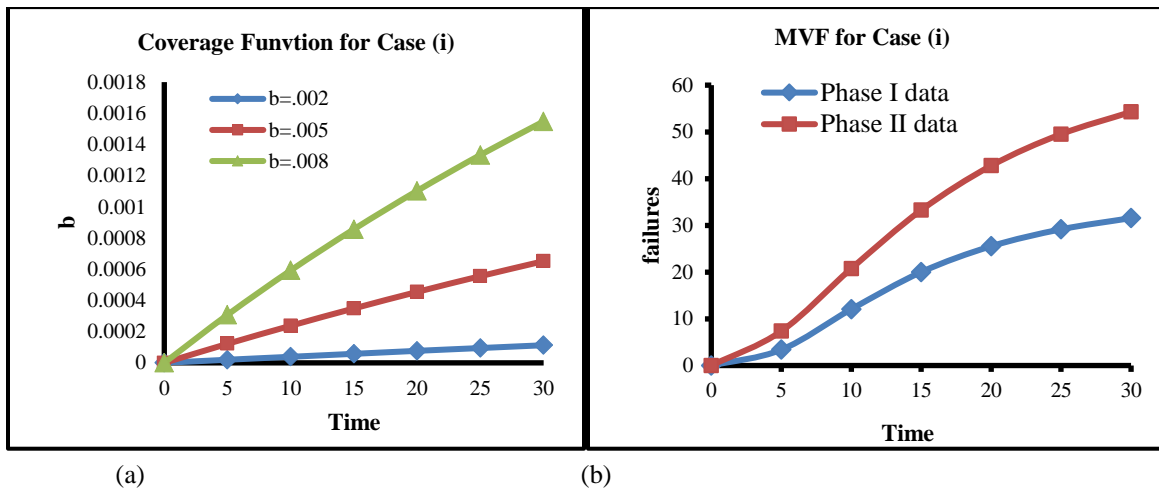 Coverage Funvtion for Case (i)
0.0018
0.0016
0.0014
0.0012
0.001
0.0008
0.0006
0.0004
0.0002
0
b
b=.002
b=.005
b=.008
0 5 10 15 20 25 30
Time
(a)
MVF for Case (i)
60
50
40
30
20
10
0
failures
Phase I data
Phase II data
0 5 10 15 20 25 30
Time
(b)